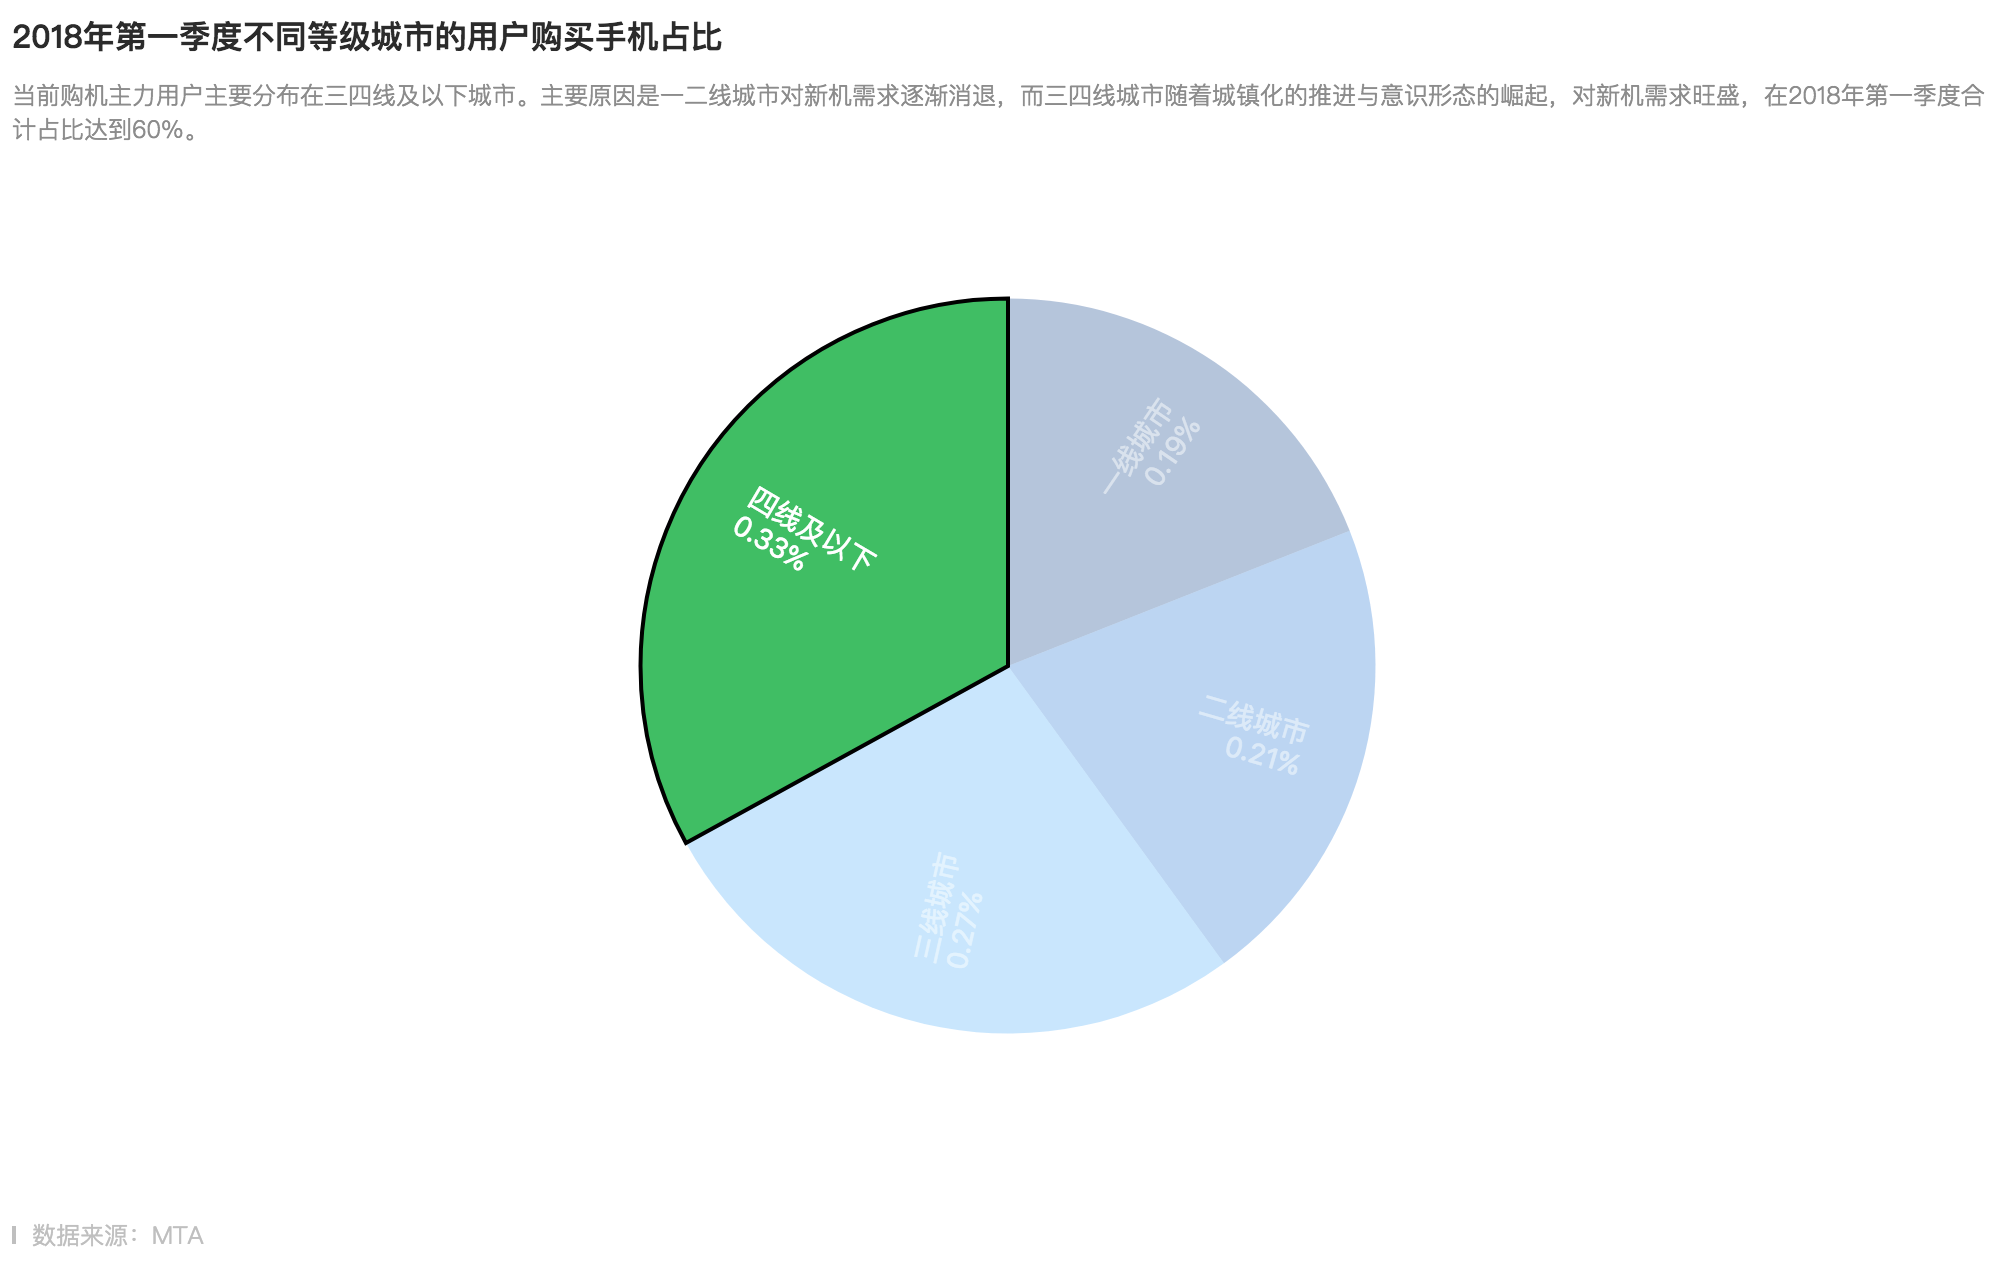 2018年第一季度不同等级城市的用户购买手机占比
当前购机主力用户主要分布在三四线及以下城市。主要原因是一二线城市对新机需求逐渐消退，而三四线城市随着城镇化的推进与意识形态的崛起，对新机需求旺盛，在2018年第一季度合
计占比达到60%。
一线城市
0.19%
四线及以下
0.33%
二线城市
0.21%
三线城市
0.27%
数据来源：MTA